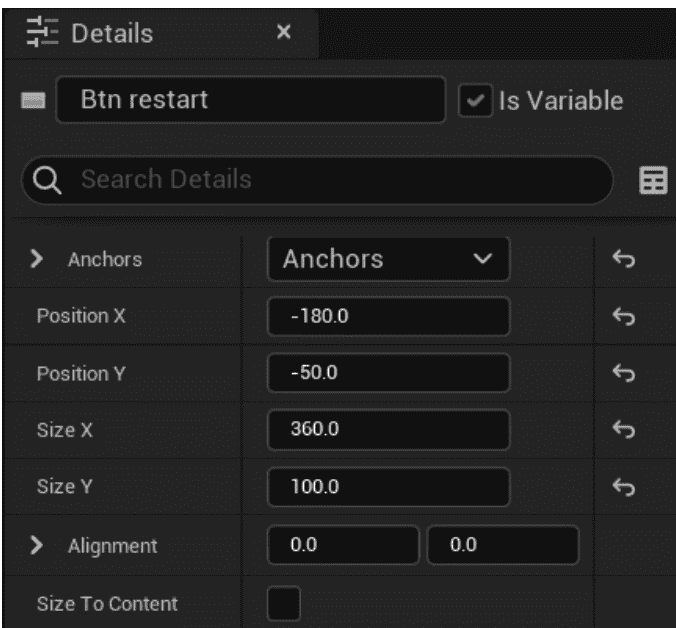 Details
Btn restart
Is Variable
Search Details
Anchors Anchors
Position X -180.0
Position Y -50.0
Size X 360.0
Size Y 100.0
Alignment 0.0 0.0
Size To Content